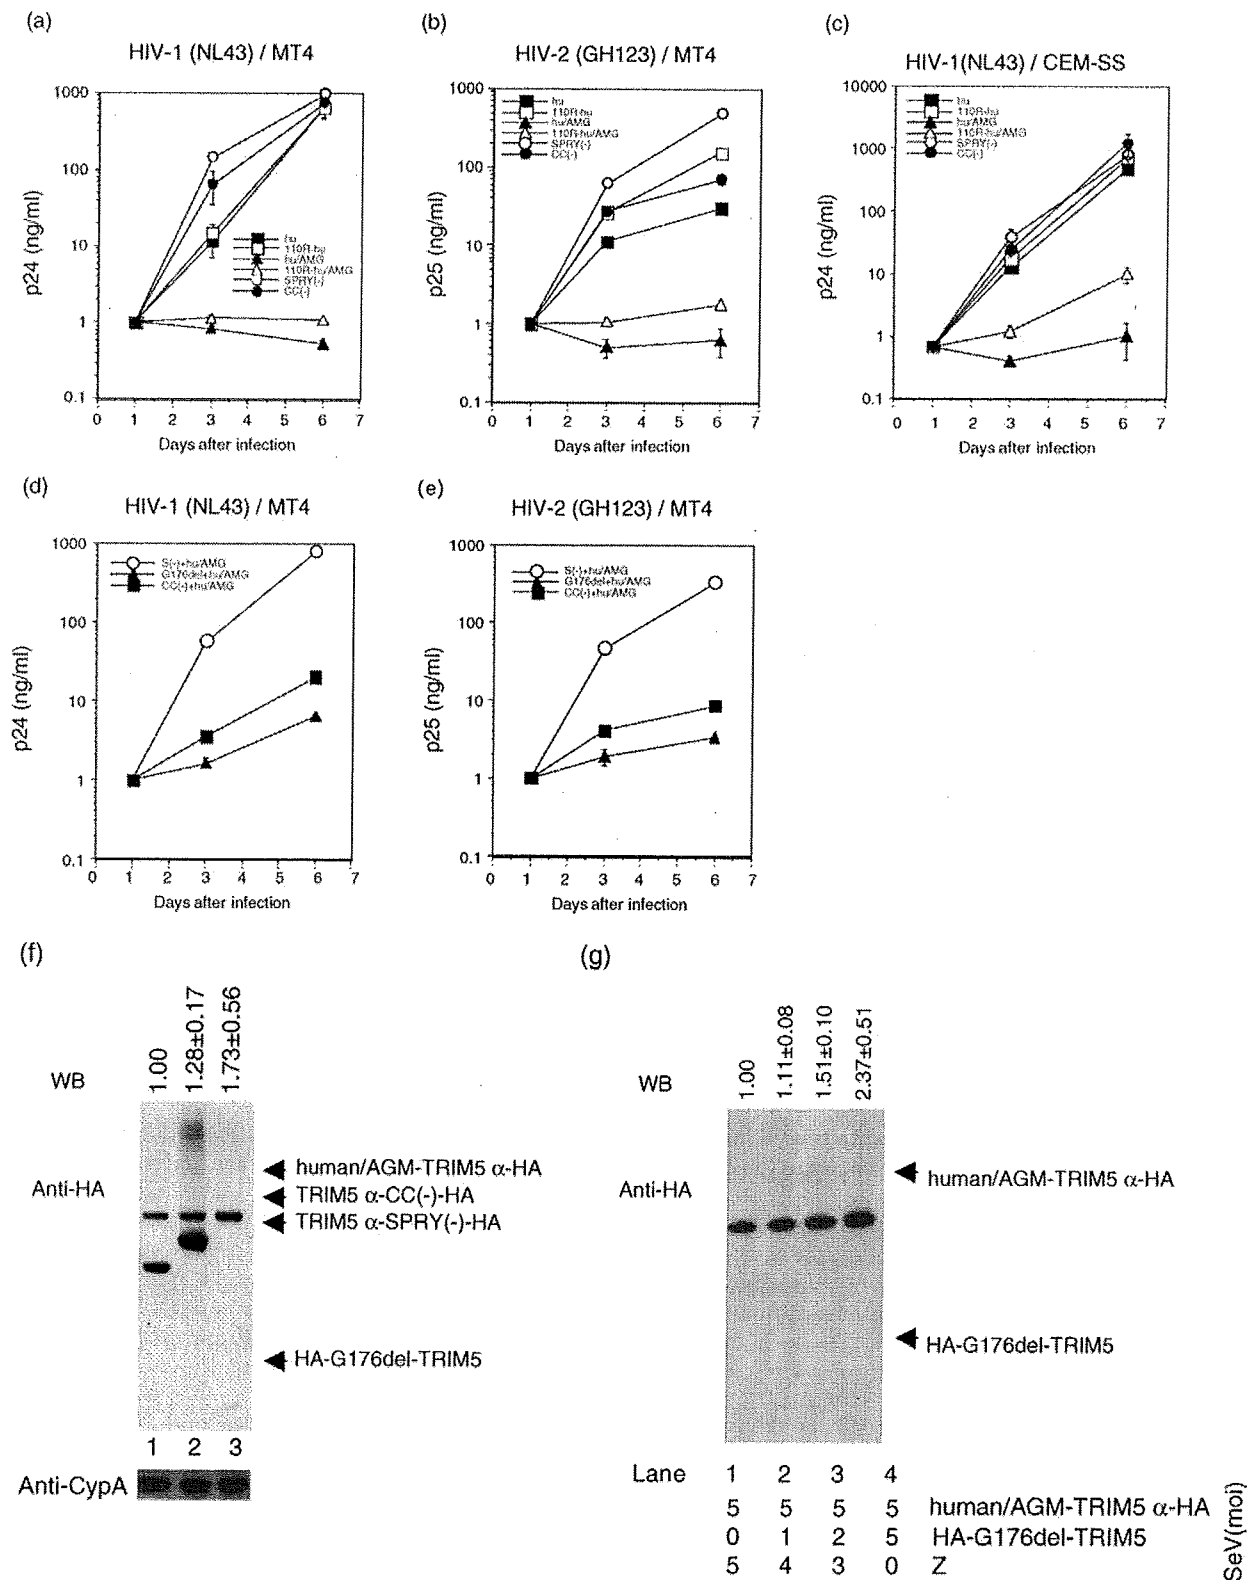 (a)
HIV-1 (NL43) / MT4
1000
100
10
1
0.1
p24 (ng/ml)
hu
110R-hu
hu/AMG
110R-hu/AMG
SPRY(-)
CC(-)
0 1 2 3 4 5 6 7
Days after infection
(b)
HIV-2 (GH123) / MT4
1000
100
10
1
0.1
p25 (ng/ml)
hu
110R-hu
hu/AMG
110R-hu/AMG
SPRY(-)
CC(-)
0 1 2 3 4 5 6 7
Days after infection
(c)
HIV-1(NL43) / CEM-SS
10000
1000
100
10
1
0.1
p24 (ng/ml)
hu
110R-hu
hu/AMG
110R-hu/AMG
SPRY(-)
CC(-)
0 1 2 3 4 5 6 7
Days after infection
(d)
HIV-1 (NL43) / MT4
1000
100
10
1
0.1
p24 (ng/ml)
S(-)+hu/AMG
G176del+hu/AMG
CC(-)+hu/AMG
0 1 2 3 4 5 6 7
Days after infection
(e)
HIV-2 (GH123) / MT4
1000
100
10
1
0.1
p25 (ng/ml)
S(-)+hu/AMG
G176del+hu/AMG
CC(-)+hu/AMG
0 1 2 3 4 5 6 7
Days after infection
(f)
WB
1.00
1.28±0.17
1.73±0.56
Anti-HA
human/AGM-TRIM5 α-HA
TRIM5 α-CC(-)-HA
TRIM5 α-SPRY(-)-HA
HA-G176del-TRIM5
1 2 3
Anti-CypA
(g)
WB
1.00
1.11±0.08
1.51±0.10
2.37±0.51
Anti-HA
human/AGM-TRIM5 α-HA
HA-G176del-TRIM5
Lane 1 2 3 4
5 5 5 5 human/AGM-TRIM5 α-HA
0 1 2 5 HA-G176del-TRIM5
5 4 3 0 Z
SeV(moi)